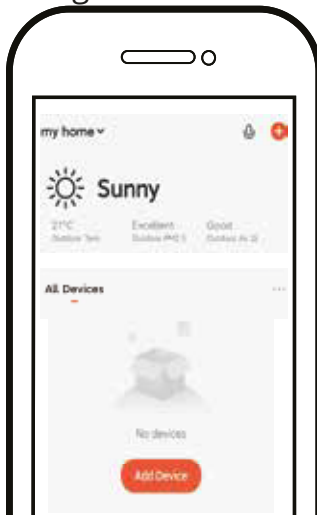 my home
Sunny
21°C Excellent Good
All Devices
No devices
Add Device